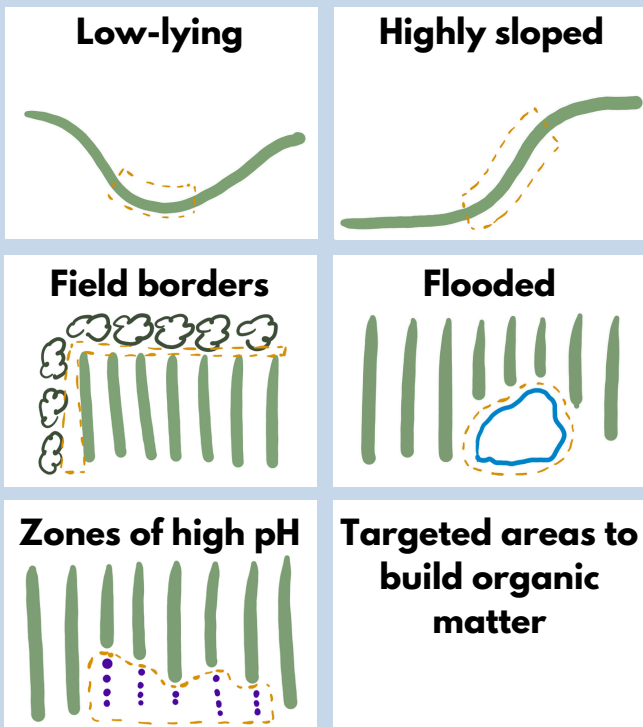 Low-lying
Highly sloped
Field borders
Flooded
Zones of high pH
Targeted areas to
build organic
matter